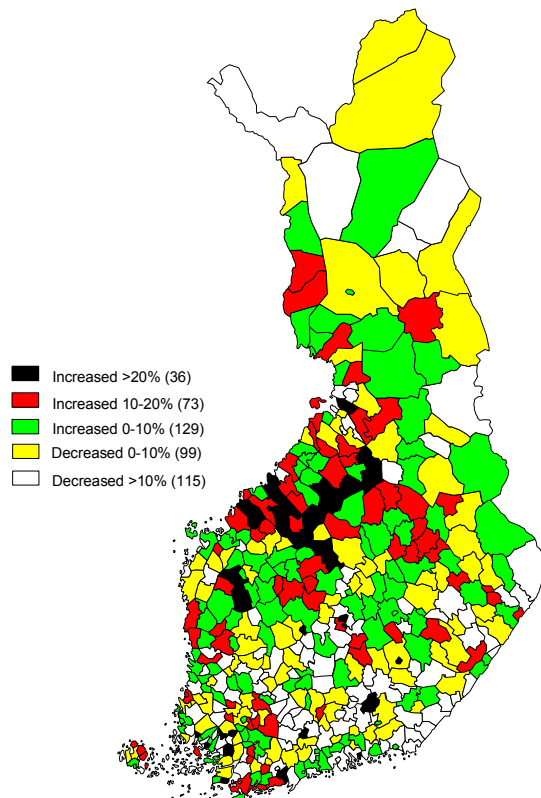 Increased >20% (36)
Increased 10-20% (73)
Increased 0-10% (129)
Decreased 0-10% (99)
Decreased >10% (115)